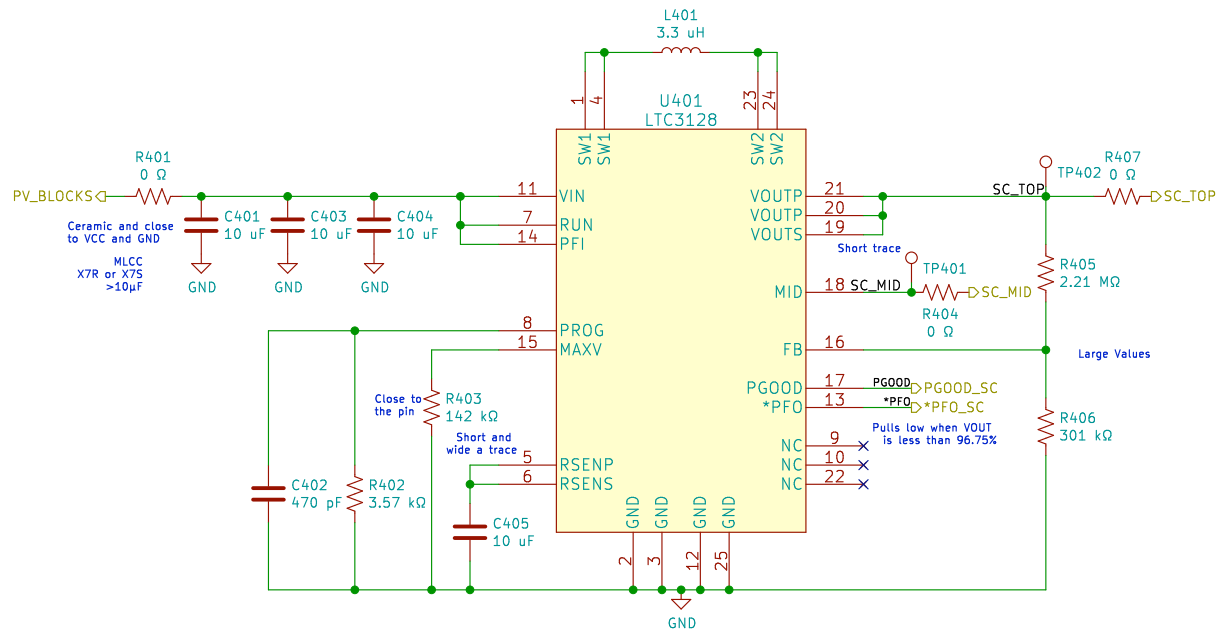 L401
3.3 uH
1
4
23
24
U401
LTC3128
SW1
SW1
SW2
SW2
R401
0 Ω
PV_BLOCKS
11
VIN
7
RUN
14
PFI
C401
10 uF
C403
10 uF
C404
10 uF
Ceramic and close
to VCC and GND
MLCC
X7R or X7S
>10µF
GND
GND
GND
VOUTP
21
VOUTP
20
VOUTS
19
SC_TOP
TP402
R407
0 Ω
SC_TOP
Short trace
TP401
MID
18
SC_MID
SC_MID
R404
0 Ω
R405
2.21 MΩ
8
PROG
15
MAXV
FB
16
Large Values
Close to
the pin
R403
142 kΩ
PGOOD
17
PGOOD
PGOOD_SC
*PFO
13
*PFO
*PFO_SC
Pulls low when VOUT
is less than 96.75%
R406
301 kΩ
Short and
wide a trace
5
RSENP
6
RSENS
NC
9
NC
10
NC
22
C402
470 pF
R402
3.57 kΩ
C405
10 uF
GND
GND
GND
GND
2
3
12
25
GND